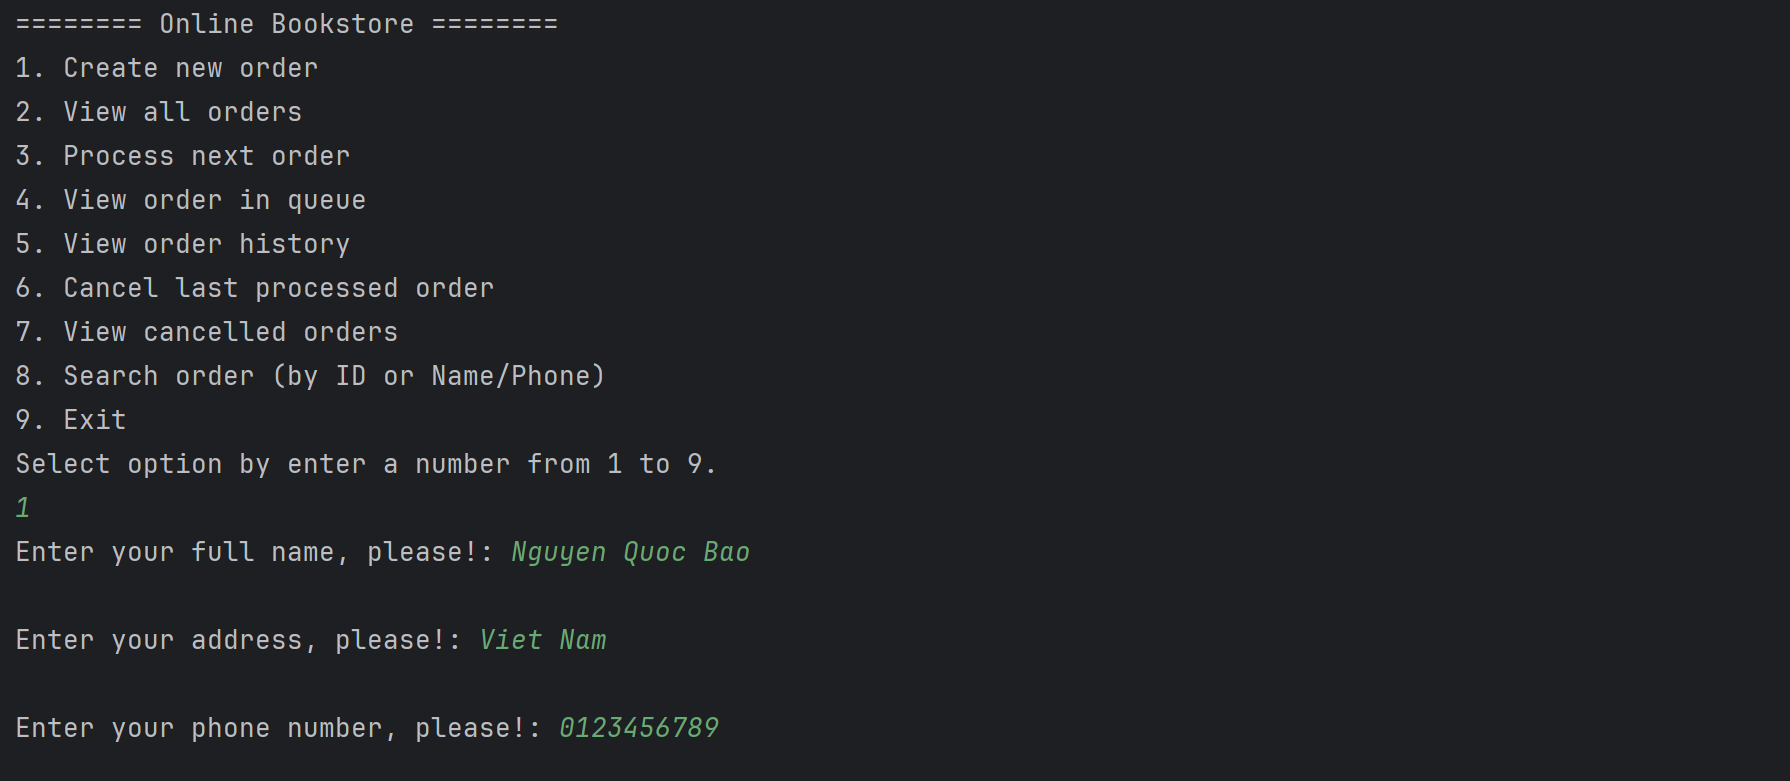 ======== Online Bookstore ========
1. Create new order
2. View all orders
3. Process next order
4. View order in queue
5. View order history
6. Cancel last processed order
7. View cancelled orders
8. Search order (by ID or Name/Phone)
9. Exit
Select option by enter a number from 1 to 9.
1
Enter your full name, please!: Nguyen Quoc Bao
Enter your address, please!: Viet Nam
Enter your phone number, please!: 0123456789